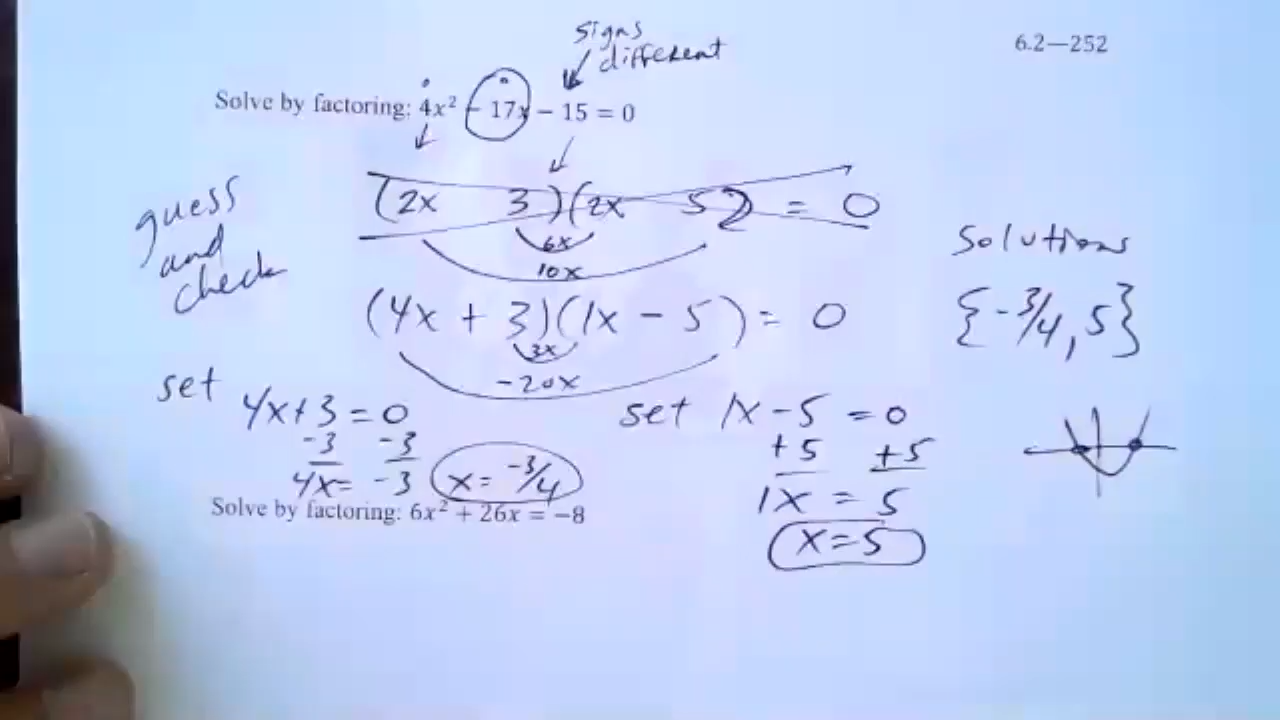 6.2—252
signs
different
Solve by factoring: 4x² − 17x − 15 = 0
guess
and
check
(2x 3)(2x 5) = 0
6x
10x
(4x + 3)(1x − 5) = 0
3x
−20x
Solutions
{-3/4, 5}
set 4x+3=0
-3 -3
4x= -3
x= -3/4
set 1x-5 =0
+5 +5
1x = 5
x=5
Solve by factoring: 6x² + 26x = −8